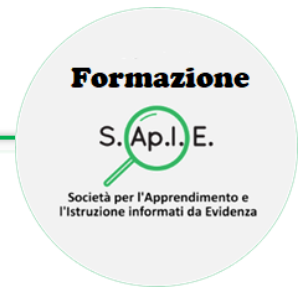 Formazione
S.Ap.I.E.
Società per l'Apprendimento e
l'Istruzione informati da Evidenza